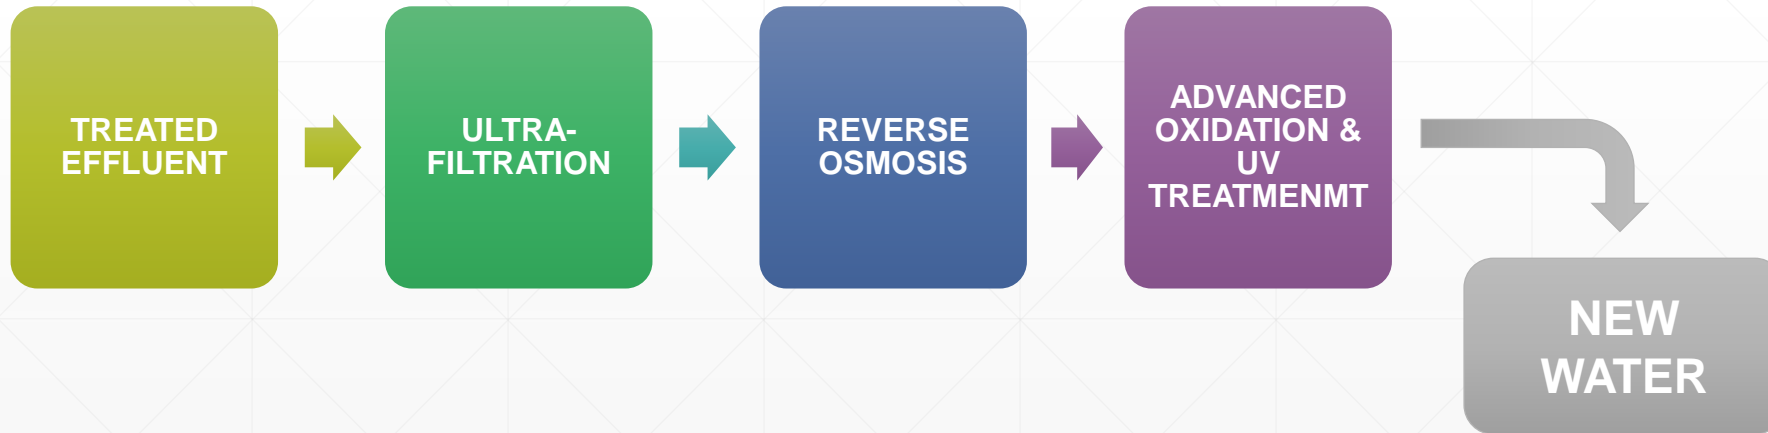 TREATED
EFFLUENT
ULTRA-
FILTRATION
REVERSE
OSMOSIS
ADVANCED
OXIDATION &
UV
TREATMENMT
NEW
WATER